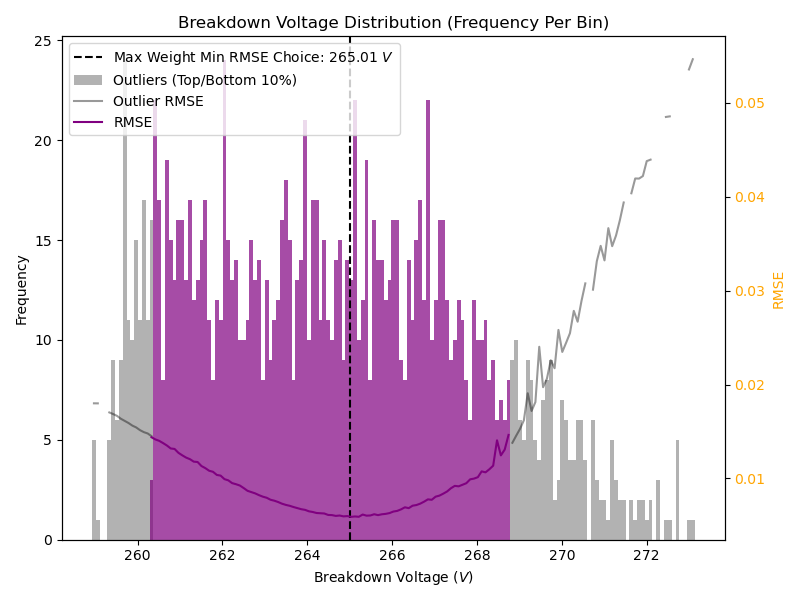 Breakdown Voltage Distribution (Frequency Per Bin)
Max Weight Min RMSE Choice: 265.01 V
Outliers (Top/Bottom 10%)
Outlier RMSE
RMSE
25
20
15
10
5
0
Frequency
0.05
0.04
0.03
0.02
0.01
RMSE
260
262
264
266
268
270
272
Breakdown Voltage (V)